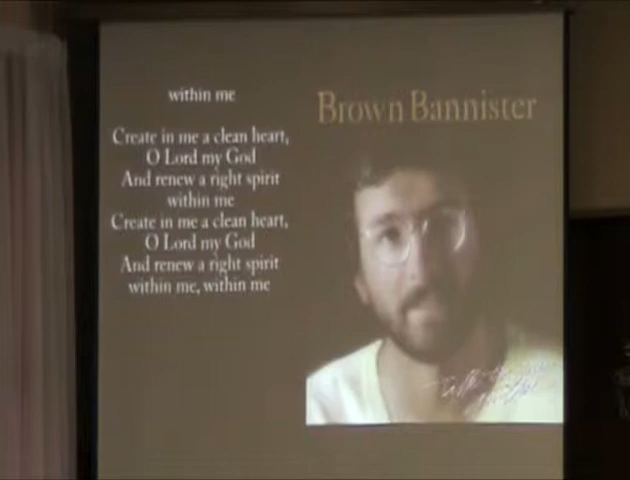 within me
Create in me a clean heart,
O Lord my God
And renew a right spirit
within me
Create in me a clean heart,
O Lord my God
And renew a right spirit
within me, within me
Brown Bannister